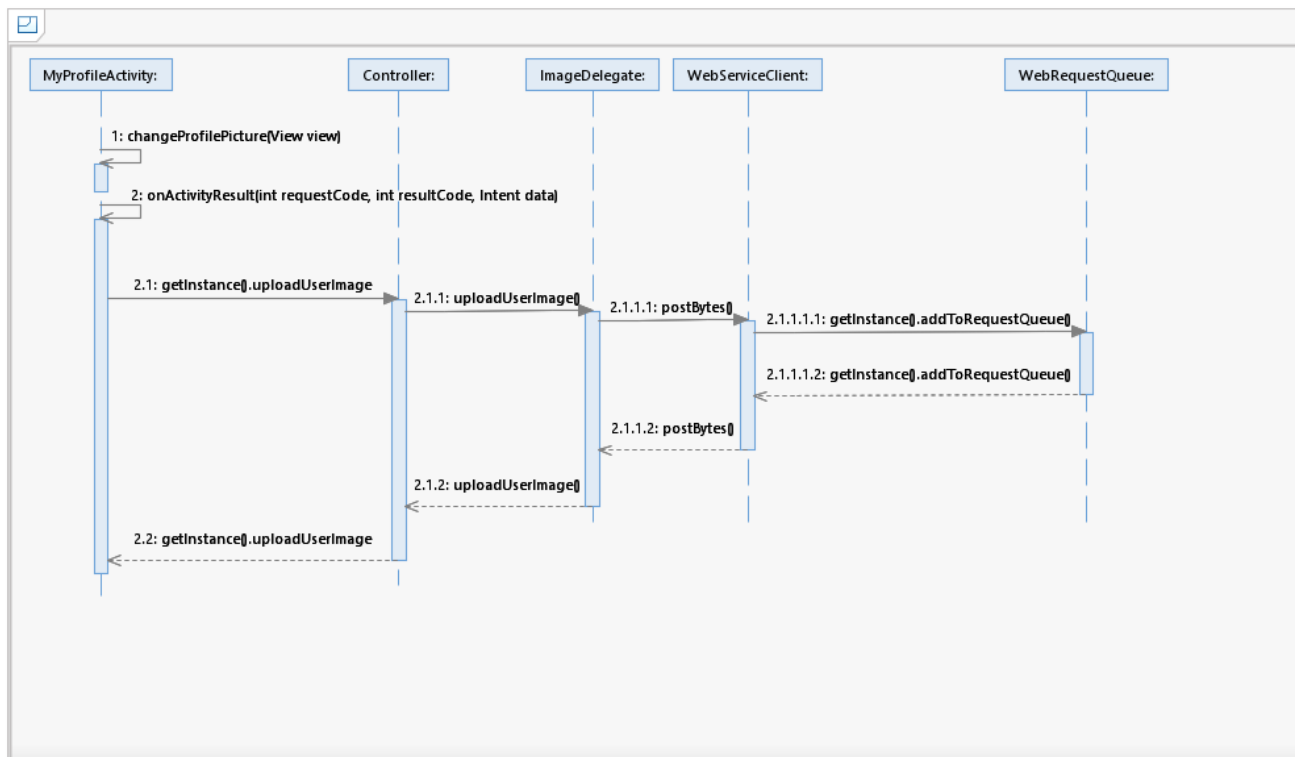 MyProfileActivity:
Controller:
ImageDelegate:
WebServiceClient:
WebRequestQueue:
1: changeProfilePicture(View view)
2: onActivityResult(int requestCode, int resultCode, Intent data)
2.1: getInstance().uploadUserImage
2.1.1: uploadUserImage()
2.1.1.1: postBytes()
2.1.1.1.1: getInstance().addToRequestQueue()
2.1.1.1.2: getInstance().addToRequestQueue()
2.1.1.2: postBytes()
2.1.2: uploadUserImage()
2.2: getInstance().uploadUserImage